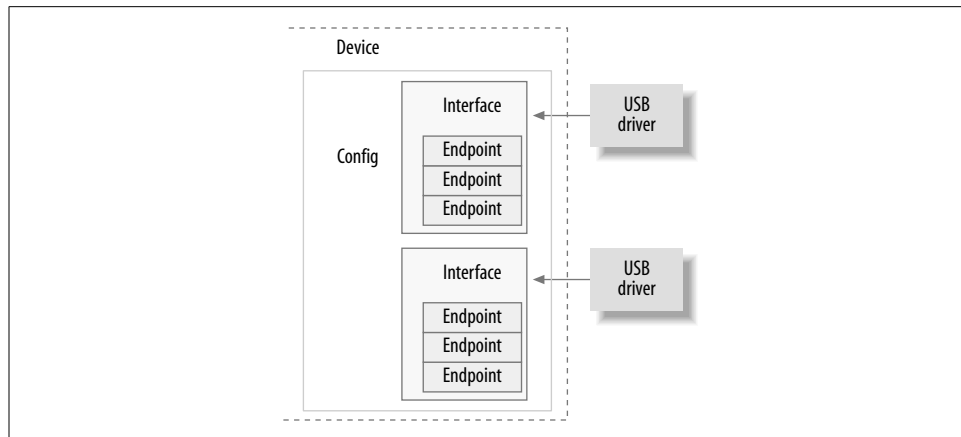 Device
Config
Interface
Endpoint
Endpoint
Endpoint
USB
driver
Interface
Endpoint
Endpoint
Endpoint
USB
driver